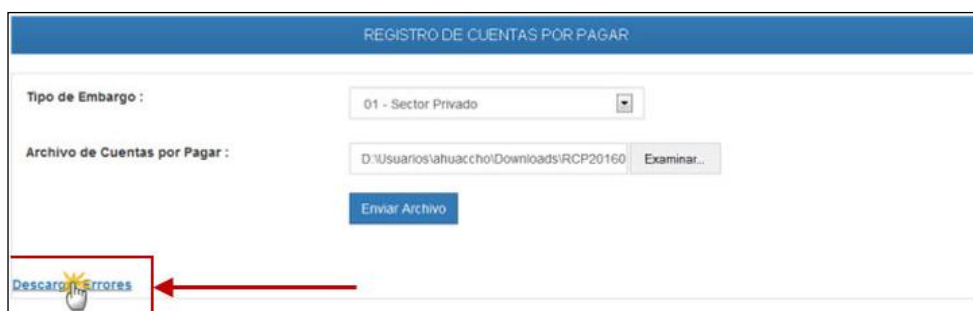 REGISTRO DE CUENTAS POR PAGAR
Tipo de Embargo :
01 - Sector Privado
Archivo de Cuentas por Pagar :
D:\Usuarios\ahuaccho\Downloads\RCP20160
Examinar...
Enviar Archivo
Errores